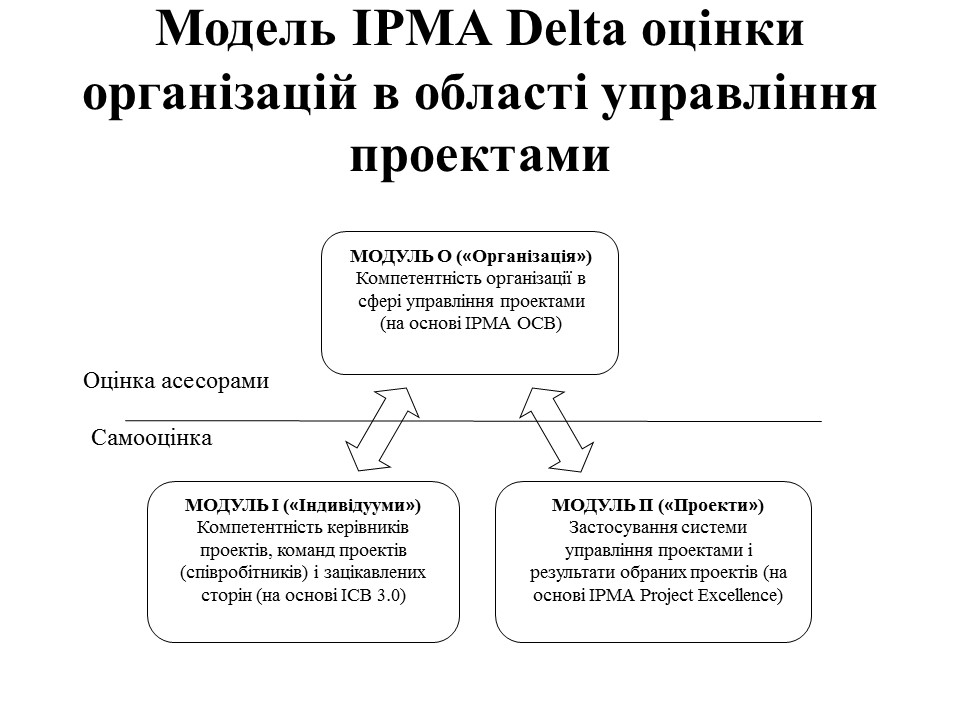 Модель IPMA Delta оцінки
організацій в області управління
проектами
МОДУЛЬ О («Організація»)
Компетентність організації в
сфері управління проектами
(на основі IPMA OCB)
Оцінка асесорами
Самооцінка
МОДУЛЬ І («Індивідууми»)
Компетентність керівників
проектів, команд проектів
(співробітників) і зацікавлених
сторін (на основі ICB 3.0)
МОДУЛЬ П («Проекти»)
Застосування системи
управління проектами і
результати обраних проектів (на
основі IPMA Project Excellence)